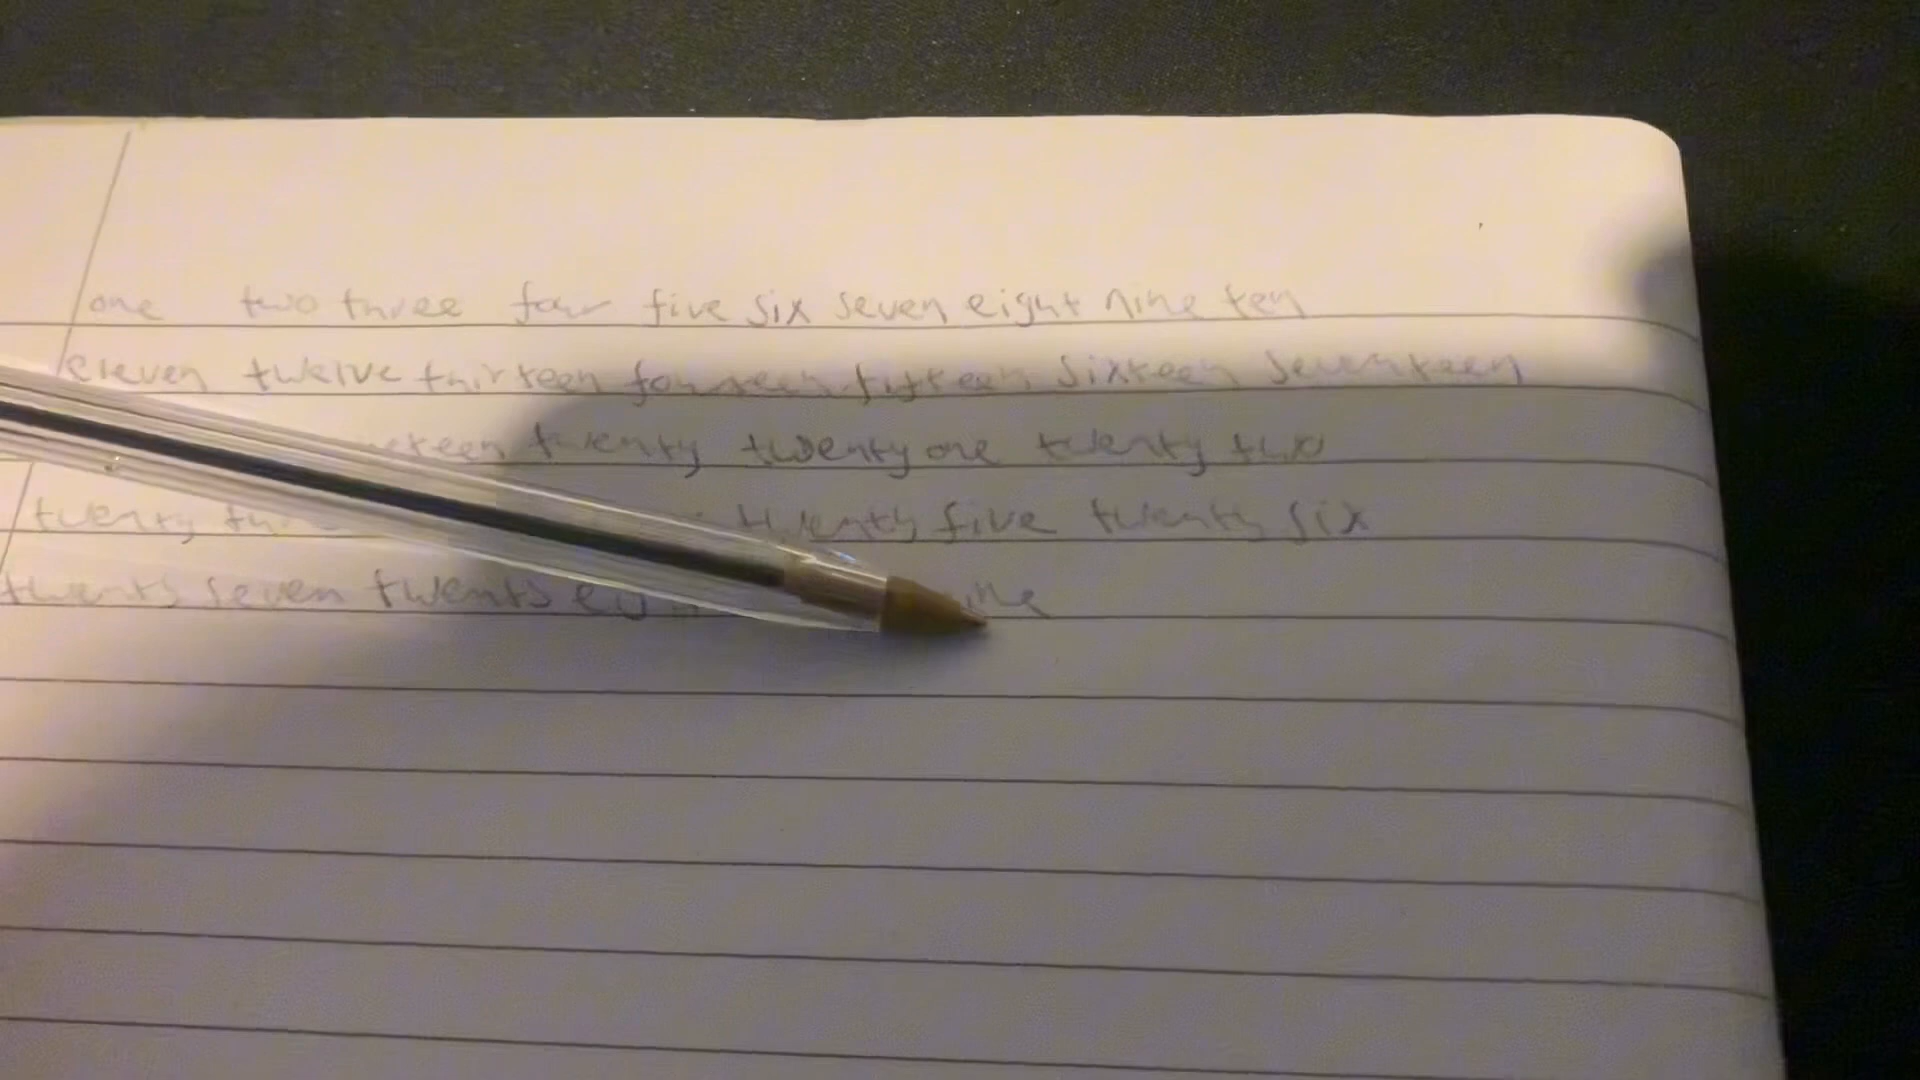 one two three four five six seven eight nine ten
eleven twelve thirteen fourteen fifteen sixteen seventeen
twenty twenty one twenty two
twenty twenty five twenty six
twenty seven twenty